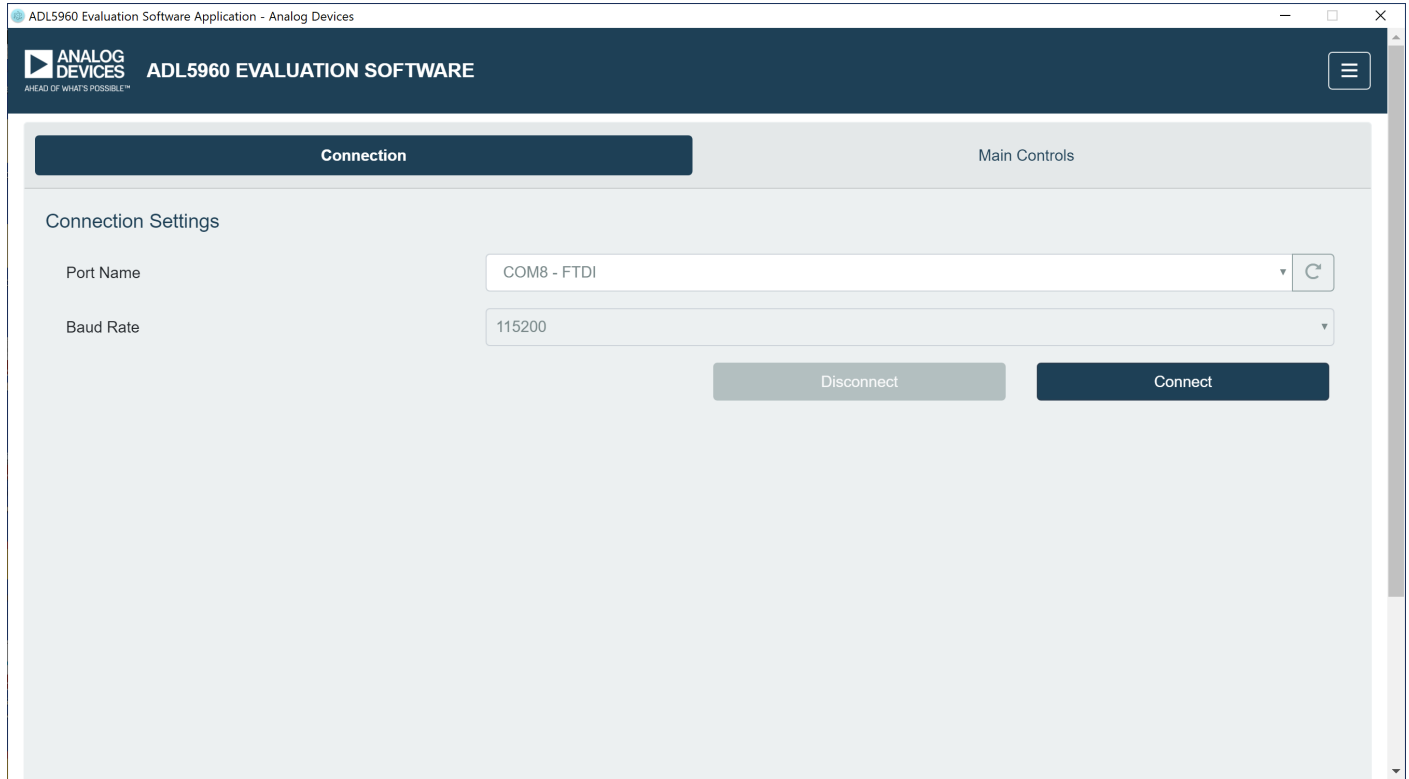 ADL5960 Evaluation Software Application - Analog Devices
ANALOG
DEVICES
AHEAD OF WHAT'S POSSIBLE™
ADL5960 EVALUATION SOFTWARE
Connection
Main Controls
Connection Settings
Port Name
COM8 - FTDI
Baud Rate
115200
Disconnect
Connect